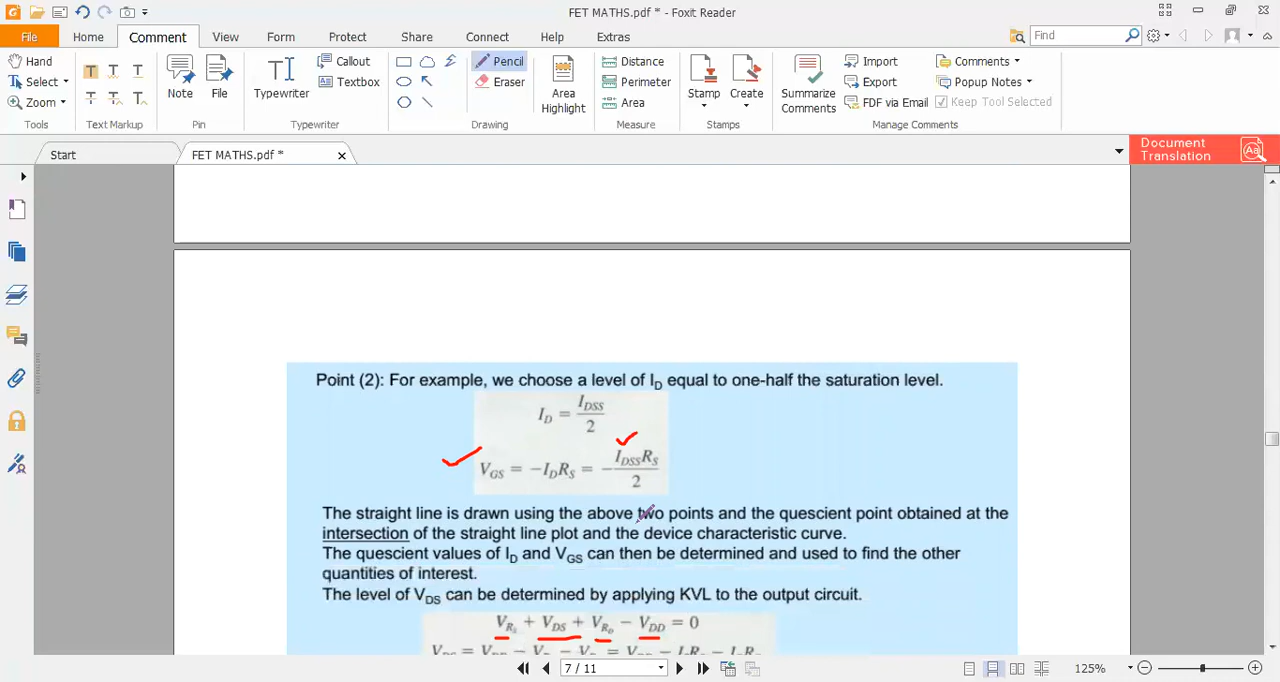 FET MATHS.pdf * - Foxit Reader
File Home Comment View Form Protect Share Connect Help Extras Find
Hand
Select
Zoom
Tools
T T T
T T T
Text Markup
Note File
Pin
Typewriter
Callout
Textbox
Typewriter
Pencil
Eraser
Drawing
Area
Highlight
Distance
Perimeter
Area
Measure
Stamp Create
Stamps
Summarize
Comments
Import
Export
FDF via Email
Comments
Popup Notes
Keep Tool Selected
Manage Comments
Start
FET MATHS.pdf *
Document
Translation
Point (2): For example, we choose a level of I_D equal to one-half the saturation level.
I_D = I_DSS / 2
V_GS = −I_D R_S = − I_DSS R_S / 2
The straight line is drawn using the above two points and the quescient point obtained at the
intersection of the straight line plot and the device characteristic curve.
The quescient values of I_D and V_GS can then be determined and used to find the other
quantities of interest.
The level of V_DS can be determined by applying KVL to the output circuit.
V_RS + V_DS + V_RD − V_DD = 0
7 / 11
125%